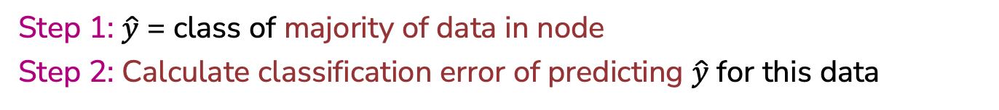 Step 1: ŷ = class of majority of data in node
Step 2: Calculate classification error of predicting ŷ for this data